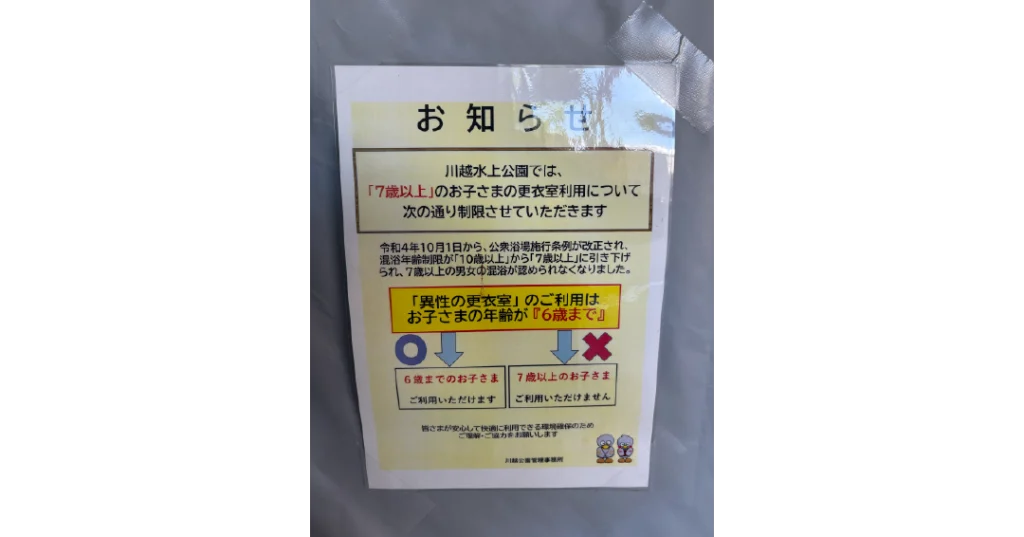 お知らせ
川越水上公園では、
「7歳以上」のお子さまの更衣室利用について
次の通り制限させていただきます
令和4年10月1日から、公衆浴場施行条例が改正され、
混浴年齢制限が「10歳以上」から「7歳以上」に引き下げ
られ、7歳以上の男女の混浴が認められなくなりました。
「異性の更衣室」のご利用は
お子さまの年齢が『6歳まで』
6歳までのお子さま
ご利用いただけます
7歳以上のお子さま
ご利用いただけません
皆さまが安心して快適に利用できる環境確保のため
ご理解・ご協力をお願いします
川越公園管理事務所